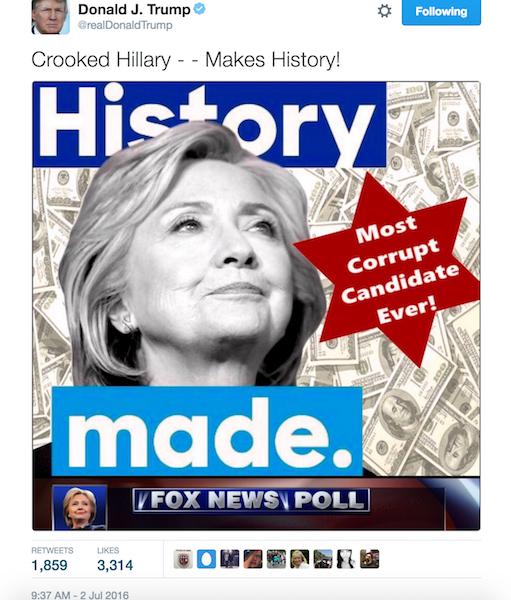 Donald J. Trump
@realDonaldTrump
Following
Crooked Hillary - - Makes History!
History
Most
Corrupt
Candidate
Ever!
made.
FOX NEWS POLL
RETWEETS
LIKES
1,859
3,314
9:37 AM - 2 Jul 2016